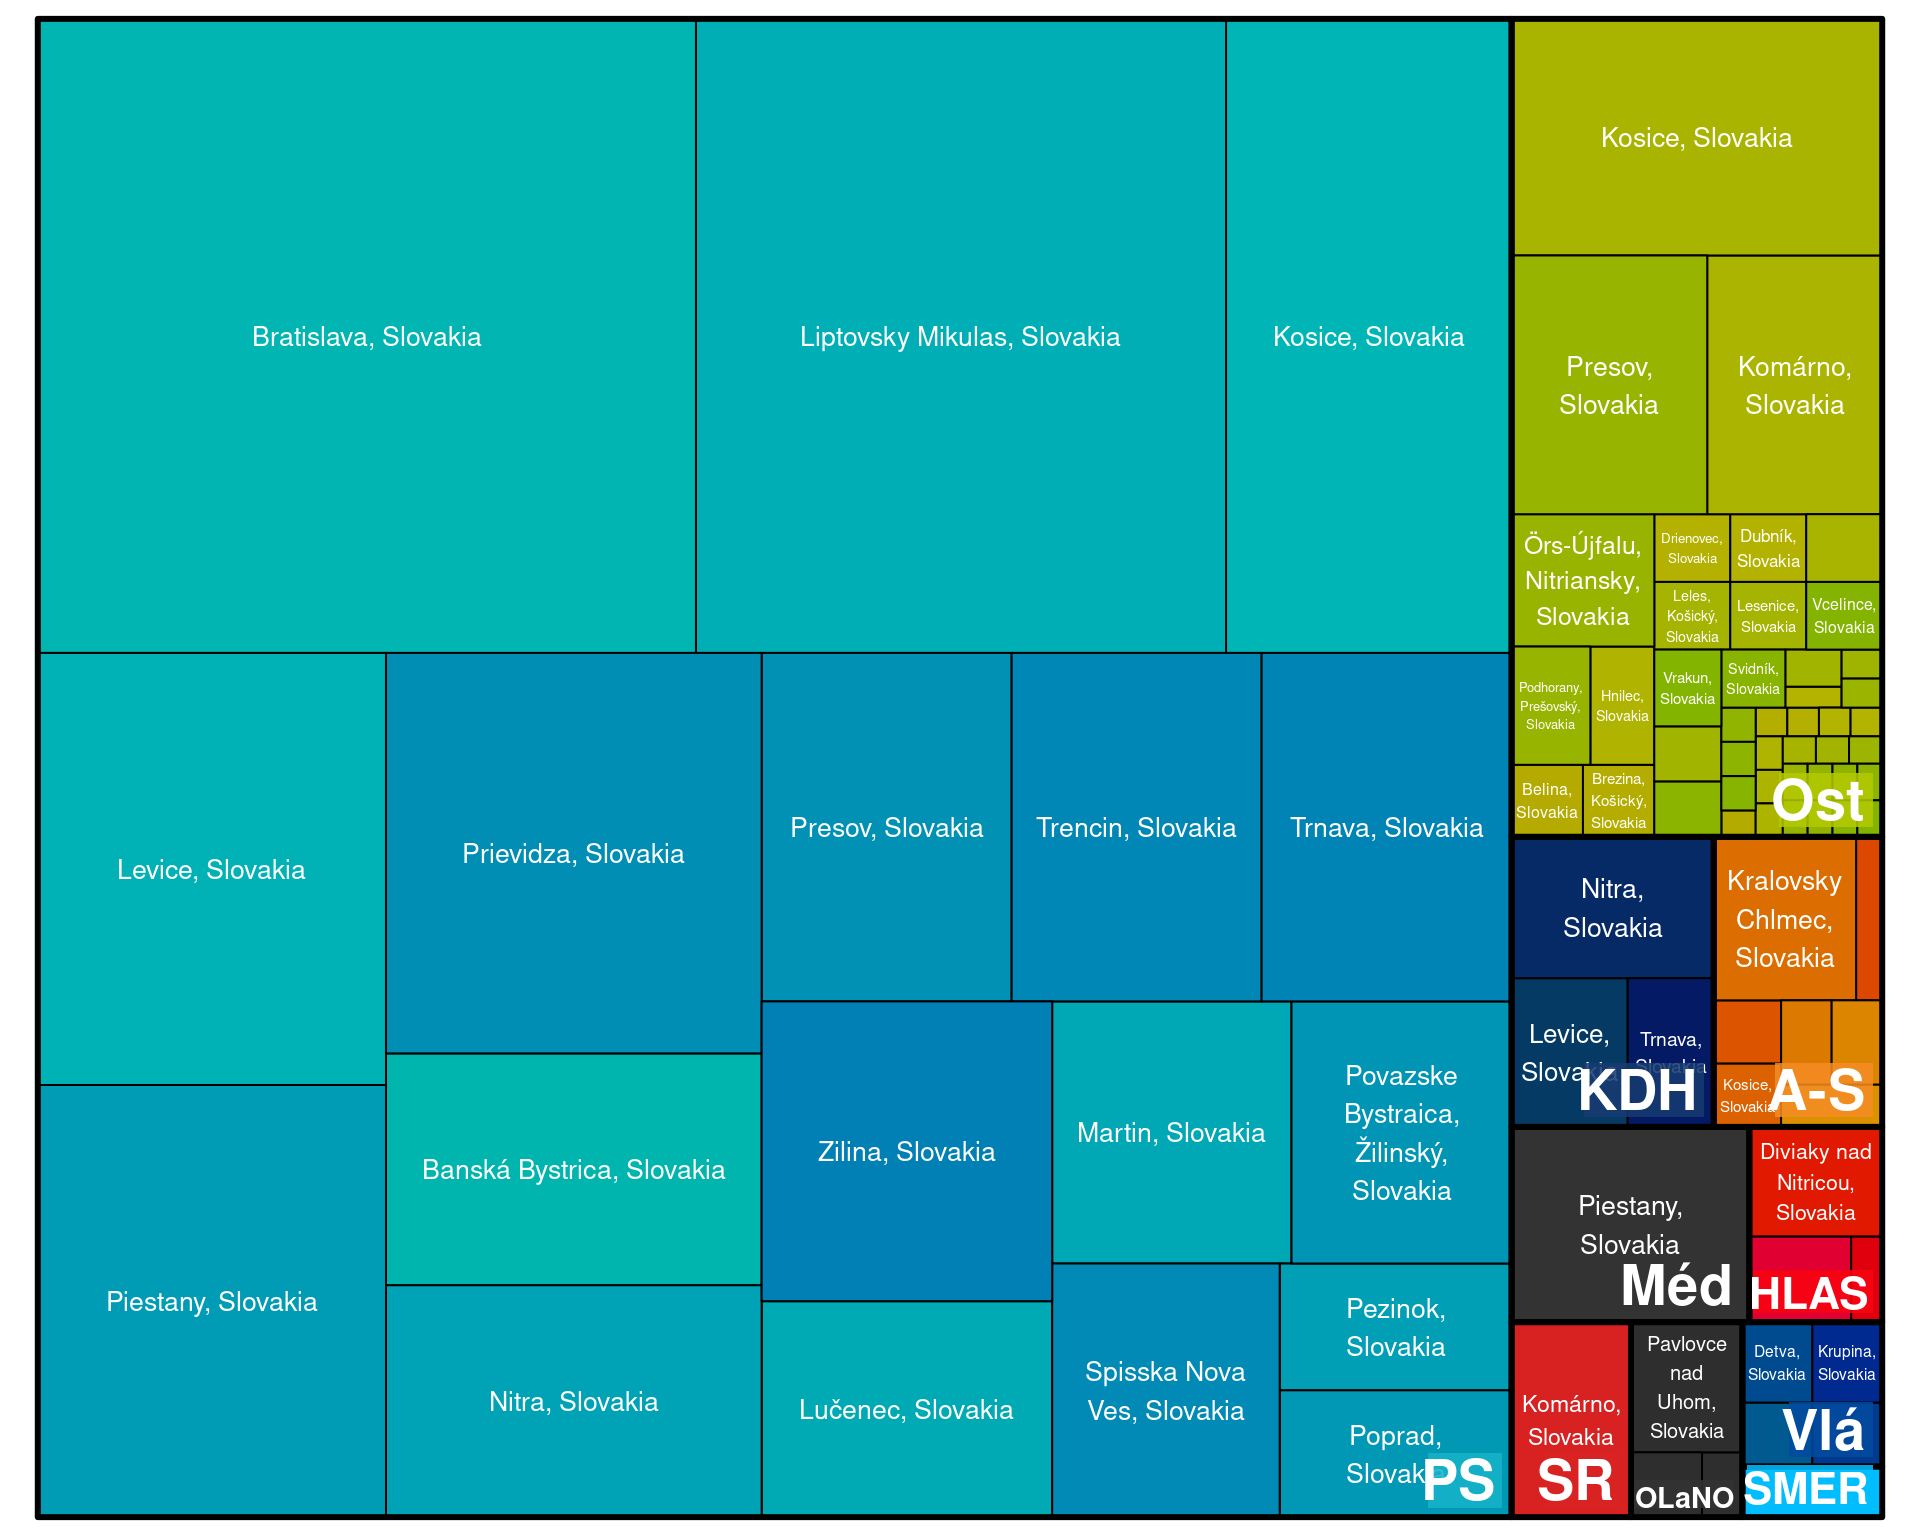 Bratislava, Slovakia
Liptovsky Mikulas, Slovakia
Kosice, Slovakia
Levice, Slovakia
Prievidza, Slovakia
Presov, Slovakia
Trencin, Slovakia
Trnava, Slovakia
Piestany, Slovakia
Banská Bystrica, Slovakia
Nitra, Slovakia
Zilina, Slovakia
Lučenec, Slovakia
Martin, Slovakia
Povazske
Bystraica,
Žilinský,
Slovakia
Spisska Nova
Ves, Slovakia
Pezinok,
Slovakia
Poprad,
Slovakia
PS
Kosice, Slovakia
Presov,
Slovakia
Komárno,
Slovakia
Örs-Újfalu,
Nitriansky,
Slovakia
Drienovec,
Slovakia
Dubník,
Slovakia
Leles,
Košický,
Slovakia
Lesenice,
Slovakia
Vcelince,
Slovakia
Podhorany,
Prešovský,
Slovakia
Hnilec,
Slovakia
Vrakun,
Slovakia
Svidník,
Slovakia
Belina,
Slovakia
Brezina,
Košický,
Slovakia
Ost
Nitra,
Slovakia
Levice,
Slovakia
Trnava,
Slovakia
KDH
Kralovsky
Chlmec,
Slovakia
Kosice,
Slovakia
A-S
Piestany,
Slovakia
Méd
Diviaky nad
Nitricou,
Slovakia
HLAS
Komárno,
Slovakia
SR
Pavlovce
nad
Uhom,
Slovakia
OLaNO
Detva,
Slovakia
Krupina,
Slovakia
Vlá
SMER